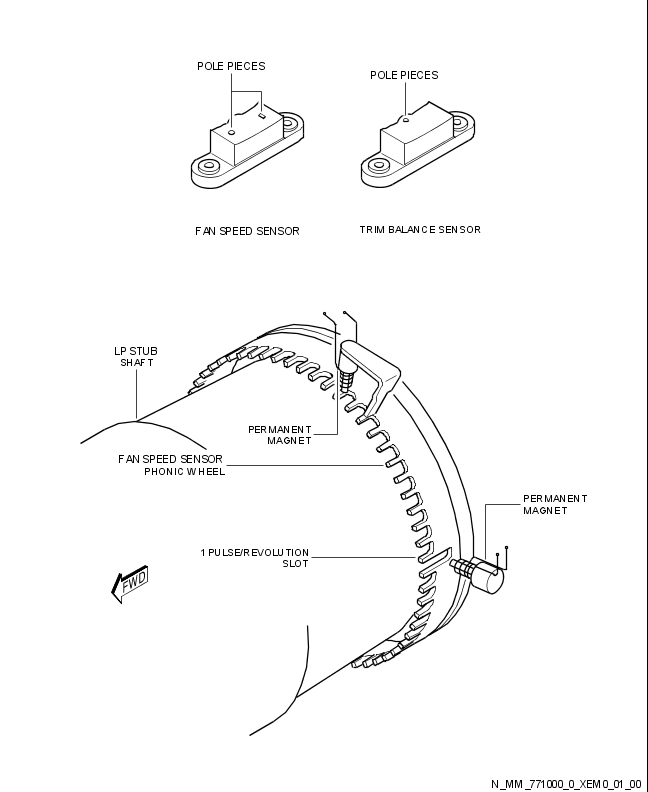 POLE PIECES
POLE PIECES
FAN SPEED SENSOR
TRIM BALANCE SENSOR
LP STUB
SHAFT
PERMANENT
MAGNET
FAN SPEED SENSOR
PHONIC WHEEL
PERMANENT
MAGNET
1 PULSE/REVOLUTION
SLOT
FWD
N_MM_771000_0_XEM0_01_00